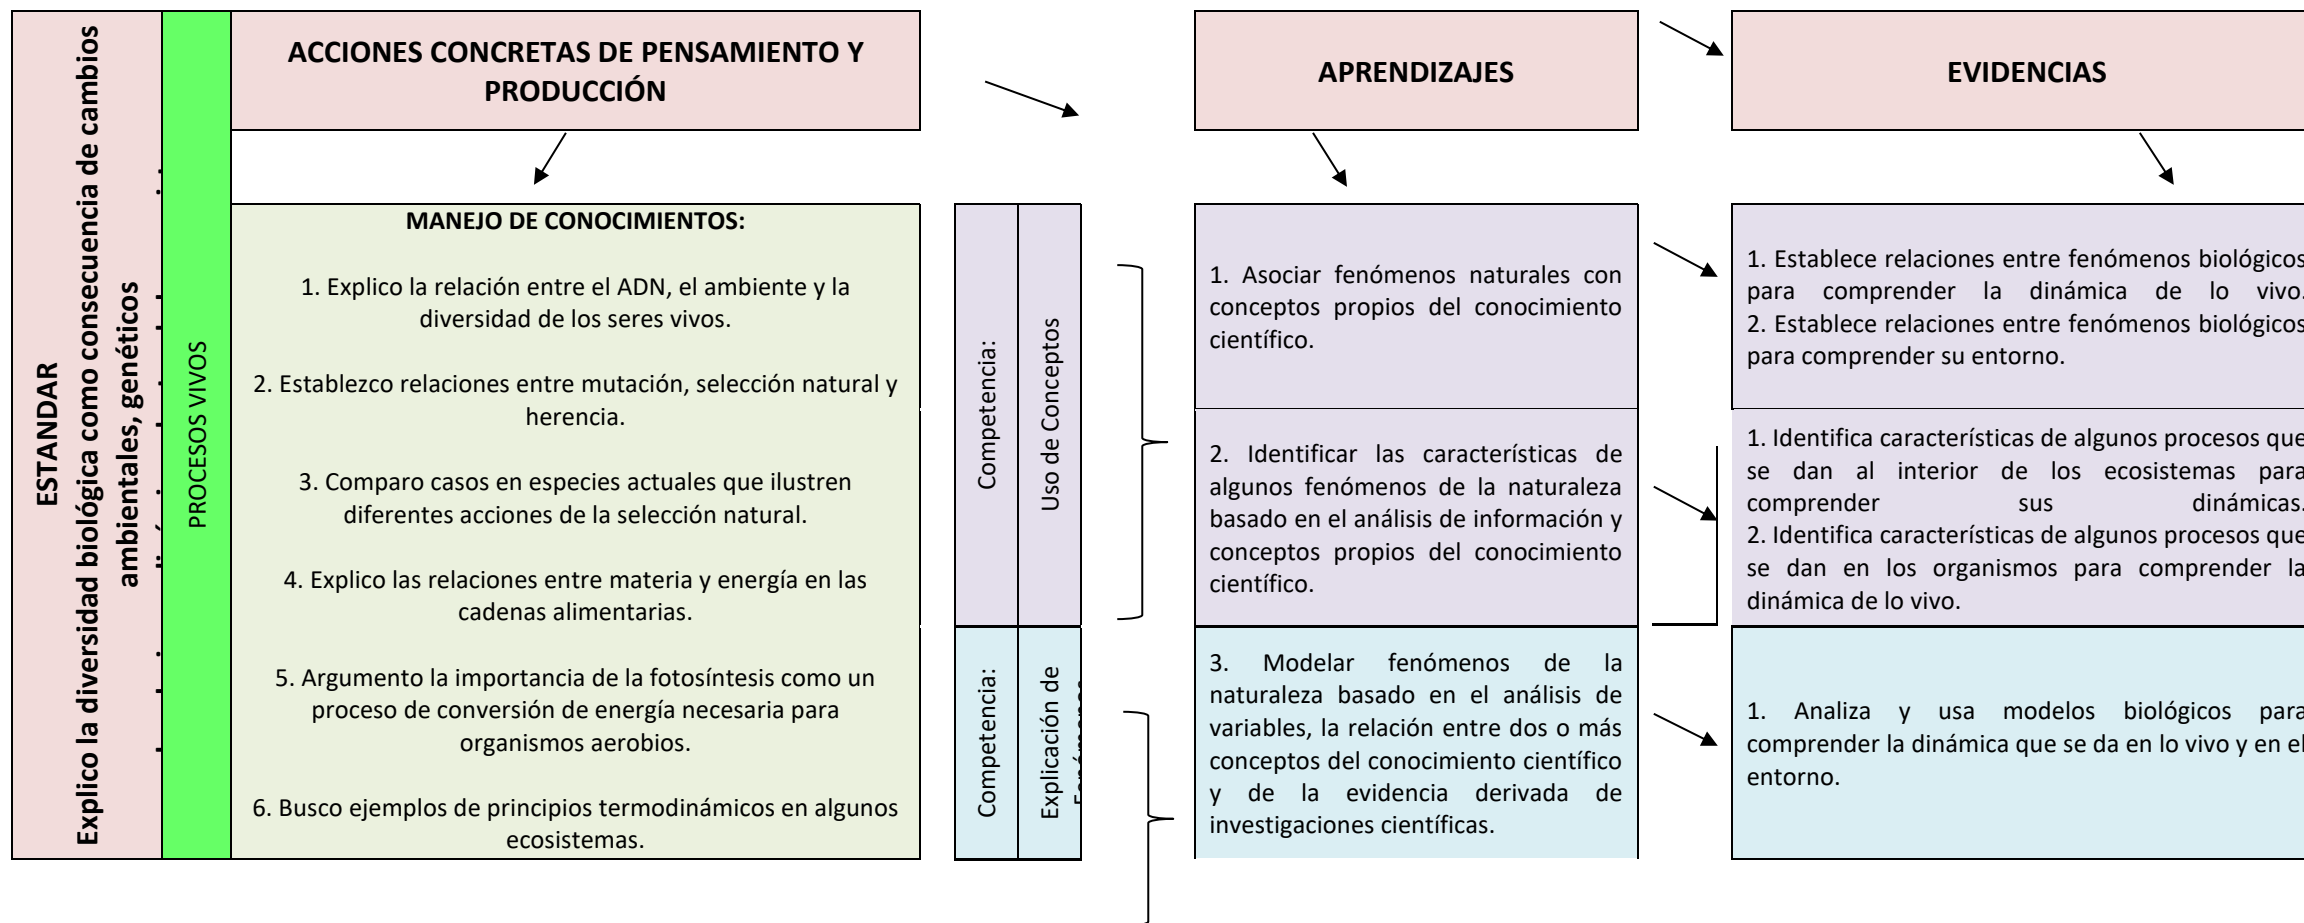 ESTANDAR
Explico la diversidad biológica como consecuencia de cambios
ambientales, genéticos
PROCESOS VIVOS
ACCIONES CONCRETAS DE PENSAMIENTO Y
PRODUCCIÓN
MANEJO DE CONOCIMIENTOS:
1. Explico la relación entre el ADN, el ambiente y la
diversidad de los seres vivos.
2. Establezco relaciones entre mutación, selección natural y
herencia.
3. Comparo casos en especies actuales que ilustren
diferentes acciones de la selección natural.
4. Explico las relaciones entre materia y energía en las
cadenas alimentarias.
5. Argumento la importancia de la fotosíntesis como un
proceso de conversión de energía necesaria para
organismos aerobios.
6. Busco ejemplos de principios termodinámicos en algunos
ecosistemas.
Competencia:
Uso de Conceptos
Competencia:
Explicación de
APRENDIZAJES
1. Asociar fenómenos naturales con
conceptos propios del conocimiento
científico.
2. Identificar las características de
algunos fenómenos de la naturaleza
basado en el análisis de información y
conceptos propios del conocimiento
científico.
3. Modelar fenómenos de la
naturaleza basado en el análisis de
variables, la relación entre dos o más
conceptos del conocimiento científico
y de la evidencia derivada de
investigaciones científicas.
EVIDENCIAS
1. Establece relaciones entre fenómenos biológicos
para comprender la dinámica de lo vivo.
2. Establece relaciones entre fenómenos biológicos
para comprender su entorno.
1. Identifica características de algunos procesos que
se dan al interior de los ecosistemas para
comprender sus dinámicas.
2. Identifica características de algunos procesos que
se dan en los organismos para comprender la
dinámica de lo vivo.
1. Analiza y usa modelos biológicos para
comprender la dinámica que se da en lo vivo y en el
entorno.